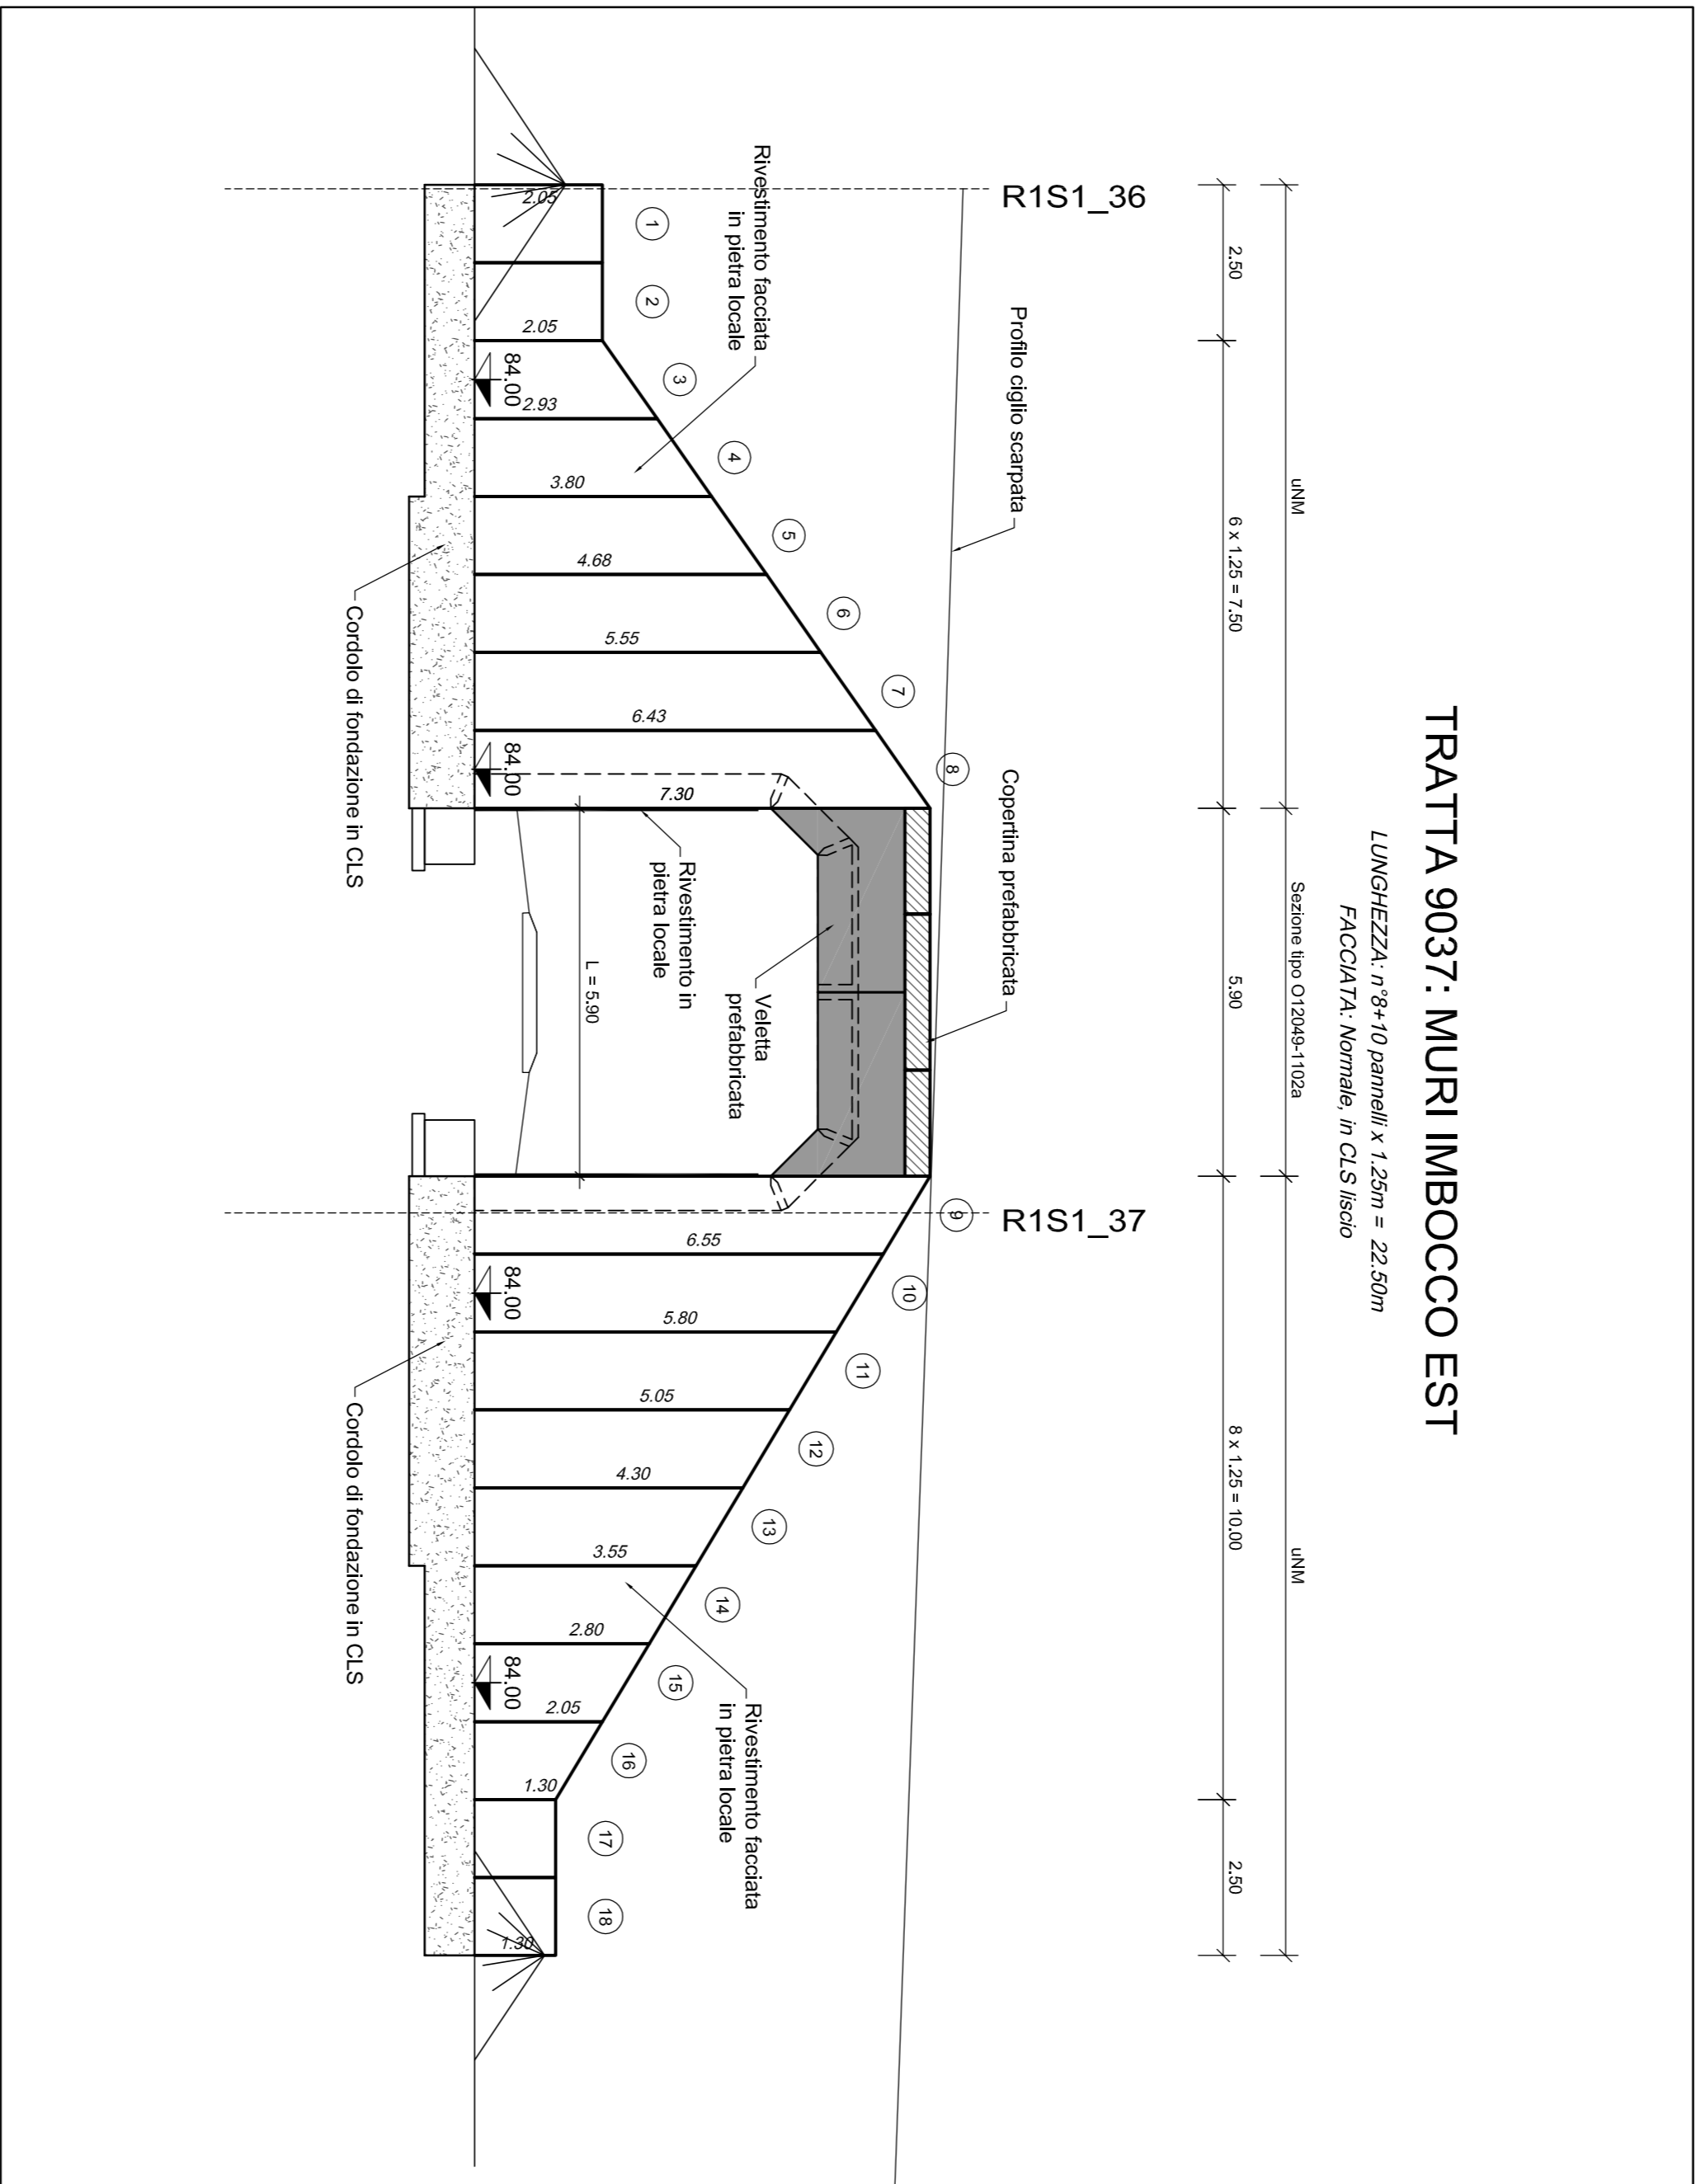 TRATTA 9037: MURI IMBOCCO EST
LUNGHEZZA: n°8+10 pannelli x 1.25m = 22.50m
FACCIATA: Normale, in CLS liscio
uNM
Sezione tipo O12049-1102a
uNM
2.50
6 x 1.25 = 7.50
5.90
8 x 1.25 = 10.00
2.50
R1S1_36
R1S1_37
Profilo ciglio scarpata
Copertina prefabbricata
Rivestimento facciata
in pietra locale
Rivestimento facciata
in pietra locale
1
2
3
4
5
6
7
8
9
10
11
12
13
14
15
16
17
18
Veletta
prefabbricata
Rivestimento in
pietra locale
L = 5.90
2.05
2.05
2.93
3.80
4.68
5.55
6.43
7.30
6.55
5.80
5.05
4.30
3.55
2.80
2.05
1.30
1.30
84.00
84.00
84.00
84.00
Cordolo di fondazione in CLS
Cordolo di fondazione in CLS